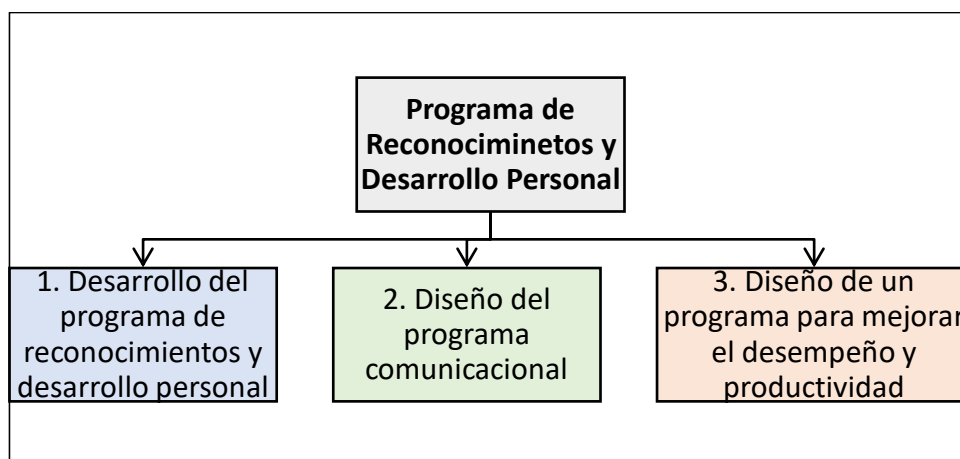 Programa de
Reconociminetos y
Desarrollo Personal
1. Desarrollo del
programa de
reconocimientos y
desarrollo personal
2. Diseño del
programa
comunicacional
3. Diseño de un
programa para mejorar
el desempeño y
productividad